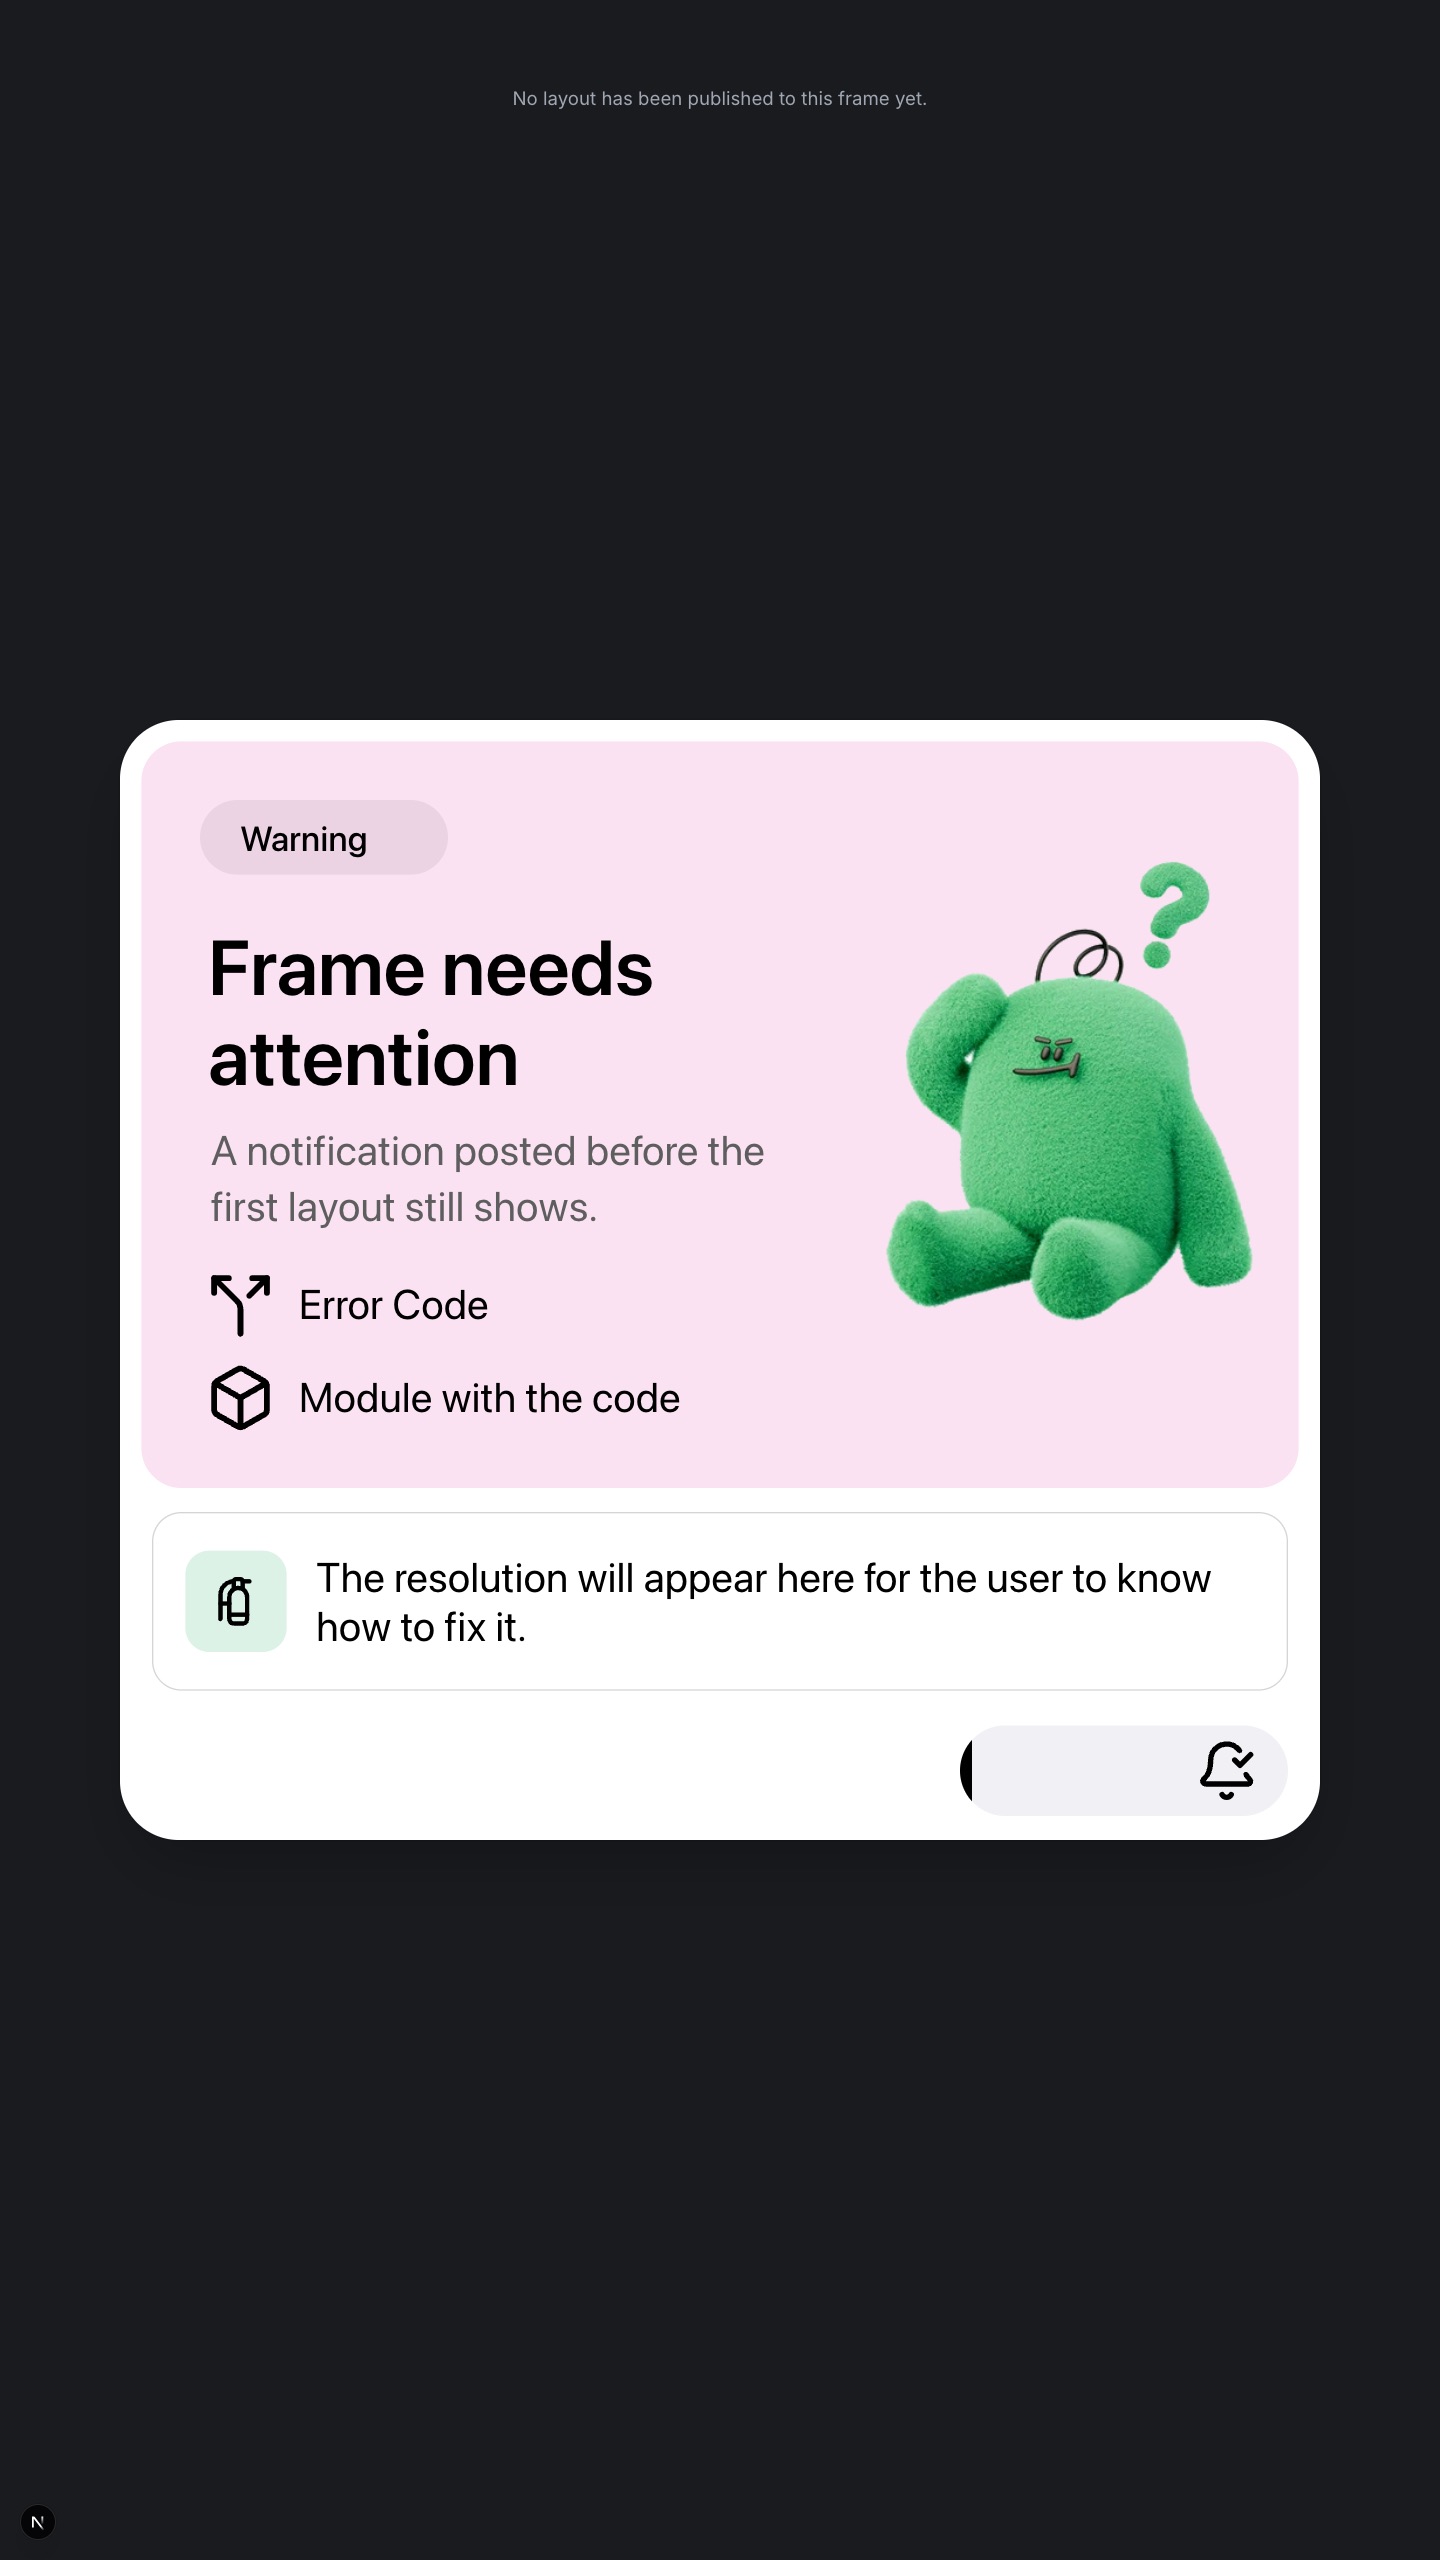 No layout has been published to this frame yet.
Warning
?
Frame needs
attention
A notification posted before the
first layout still shows.
Error Code
Module with the code
The resolution will appear here for the user to know
how to fix it.
N